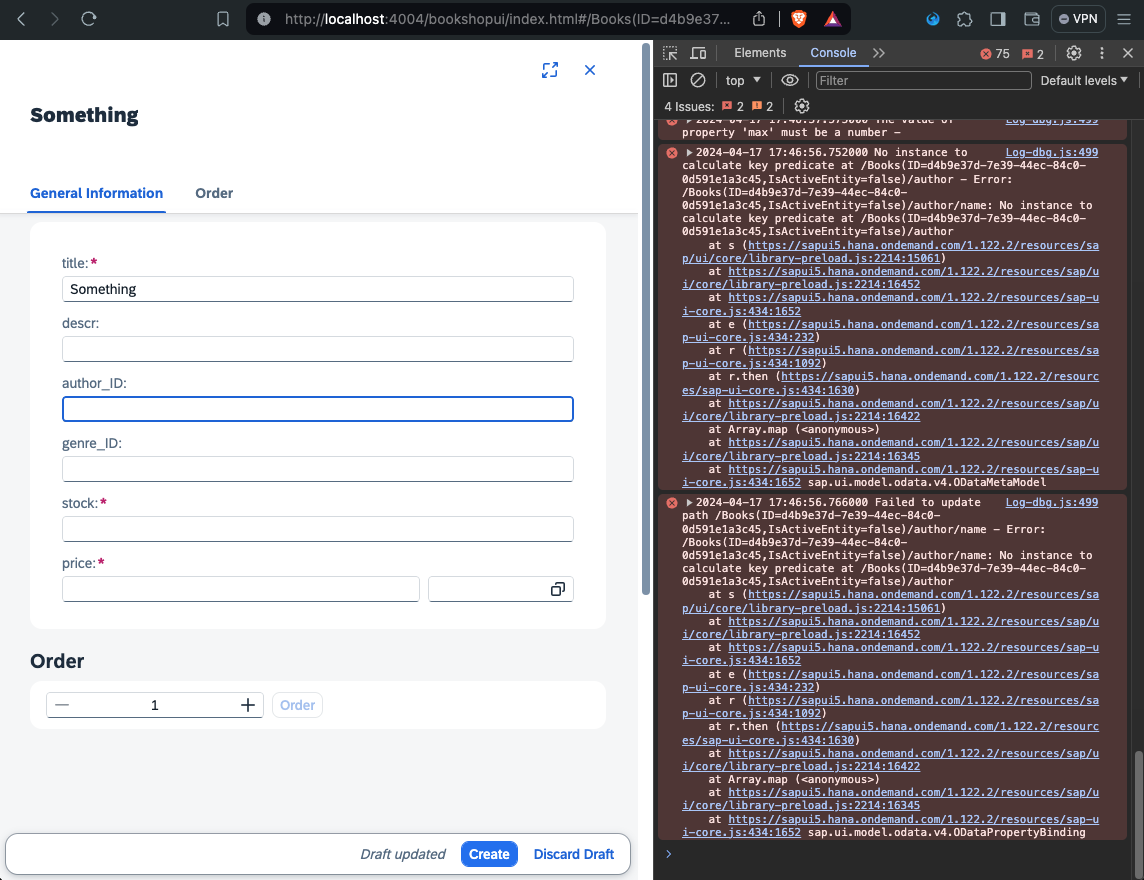 http://localhost:4004/bookshopui/index.html#/Books(ID=d4b9e37...
VPN
Something
General Information
Order
title:*
Something
descr:
author_ID:
genre_ID:
stock:*
price:*
Order
1
Order
Draft updated
Create
Discard Draft
Elements
Console
75
2
top
Filter
Default levels
4 Issues:
2
2
2024-04-17 17:46:57.573000 The value of
Log-dbg.js:499
property 'max' must be a number –
2024-04-17 17:46:56.752000 No instance to
Log-dbg.js:499
calculate key predicate at /Books(ID=d4b9e37d-7e39-44ec-84c0-
0d591e1a3c45,IsActiveEntity=false)/author – Error:
/Books(ID=d4b9e37d-7e39-44ec-84c0-
0d591e1a3c45,IsActiveEntity=false)/author/name: No instance to
calculate key predicate at /Books(ID=d4b9e37d-7e39-44ec-84c0-
0d591e1a3c45,IsActiveEntity=false)/author
at s (https://sapui5.hana.ondemand.com/1.122.2/resources/sa
p/ui/core/library-preload.js:2214:15061)
at https://sapui5.hana.ondemand.com/1.122.2/resources/sap/u
i/core/library-preload.js:2214:16452
at https://sapui5.hana.ondemand.com/1.122.2/resources/sap-u
i-core.js:434:1652
at e (https://sapui5.hana.ondemand.com/1.122.2/resources/sa
p-ui-core.js:434:232)
at r (https://sapui5.hana.ondemand.com/1.122.2/resources/sa
p-ui-core.js:434:1092)
at r.then (https://sapui5.hana.ondemand.com/1.122.2/resourc
es/sap-ui-core.js:434:1630)
at https://sapui5.hana.ondemand.com/1.122.2/resources/sap/u
i/core/library-preload.js:2214:16422
at Array.map (<anonymous>)
at https://sapui5.hana.ondemand.com/1.122.2/resources/sap/u
i/core/library-preload.js:2214:16345
at https://sapui5.hana.ondemand.com/1.122.2/resources/sap-u
i-core.js:434:1652 sap.ui.model.odata.v4.ODataMetaModel
2024-04-17 17:46:56.766000 Failed to update
Log-dbg.js:499
path /Books(ID=d4b9e37d-7e39-44ec-84c0-
0d591e1a3c45,IsActiveEntity=false)/author/name – Error:
/Books(ID=d4b9e37d-7e39-44ec-84c0-
0d591e1a3c45,IsActiveEntity=false)/author/name: No instance to
calculate key predicate at /Books(ID=d4b9e37d-7e39-44ec-84c0-
0d591e1a3c45,IsActiveEntity=false)/author
at s (https://sapui5.hana.ondemand.com/1.122.2/resources/sa
p/ui/core/library-preload.js:2214:15061)
at https://sapui5.hana.ondemand.com/1.122.2/resources/sap/u
i/core/library-preload.js:2214:16452
at https://sapui5.hana.ondemand.com/1.122.2/resources/sap-u
i-core.js:434:1652
at e (https://sapui5.hana.ondemand.com/1.122.2/resources/sa
p-ui-core.js:434:232)
at r (https://sapui5.hana.ondemand.com/1.122.2/resources/sa
p-ui-core.js:434:1092)
at r.then (https://sapui5.hana.ondemand.com/1.122.2/resourc
es/sap-ui-core.js:434:1630)
at https://sapui5.hana.ondemand.com/1.122.2/resources/sap/u
i/core/library-preload.js:2214:16422
at Array.map (<anonymous>)
at https://sapui5.hana.ondemand.com/1.122.2/resources/sap/u
i/core/library-preload.js:2214:16345
at https://sapui5.hana.ondemand.com/1.122.2/resources/sap-u
i-core.js:434:1652 sap.ui.model.odata.v4.ODataPropertyBinding